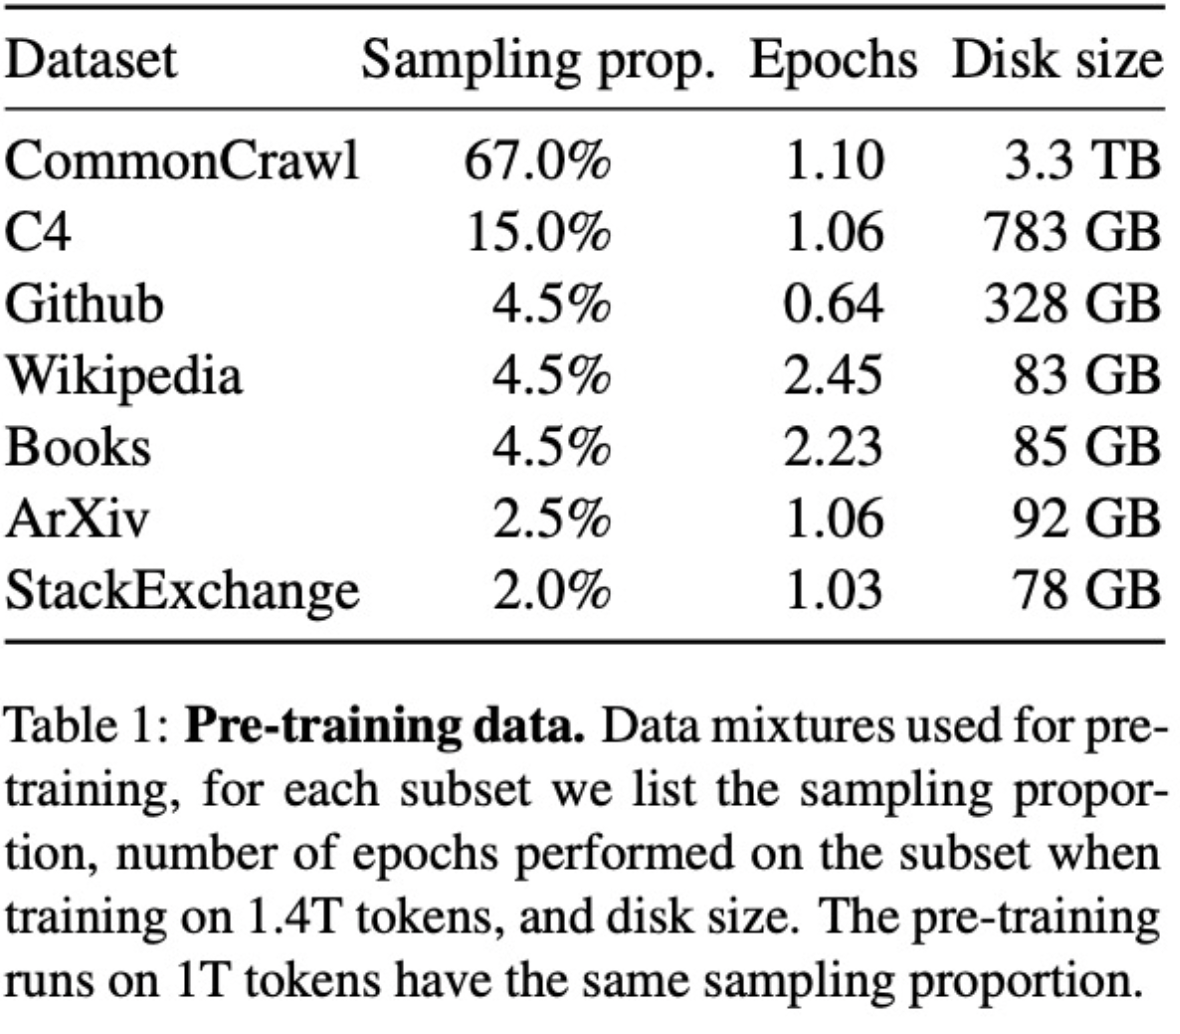 Dataset Sampling prop. Epochs Disk size
CommonCrawl 67.0% 1.10 3.3 TB
C4 15.0% 1.06 783 GB
Github 4.5% 0.64 328 GB
Wikipedia 4.5% 2.45 83 GB
Books 4.5% 2.23 85 GB
ArXiv 2.5% 1.06 92 GB
StackExchange 2.0% 1.03 78 GB
Table 1: Pre-training data. Data mixtures used for pre-
training, for each subset we list the sampling propor-
tion, number of epochs performed on the subset when
training on 1.4T tokens, and disk size. The pre-training
runs on 1T tokens have the same sampling proportion.